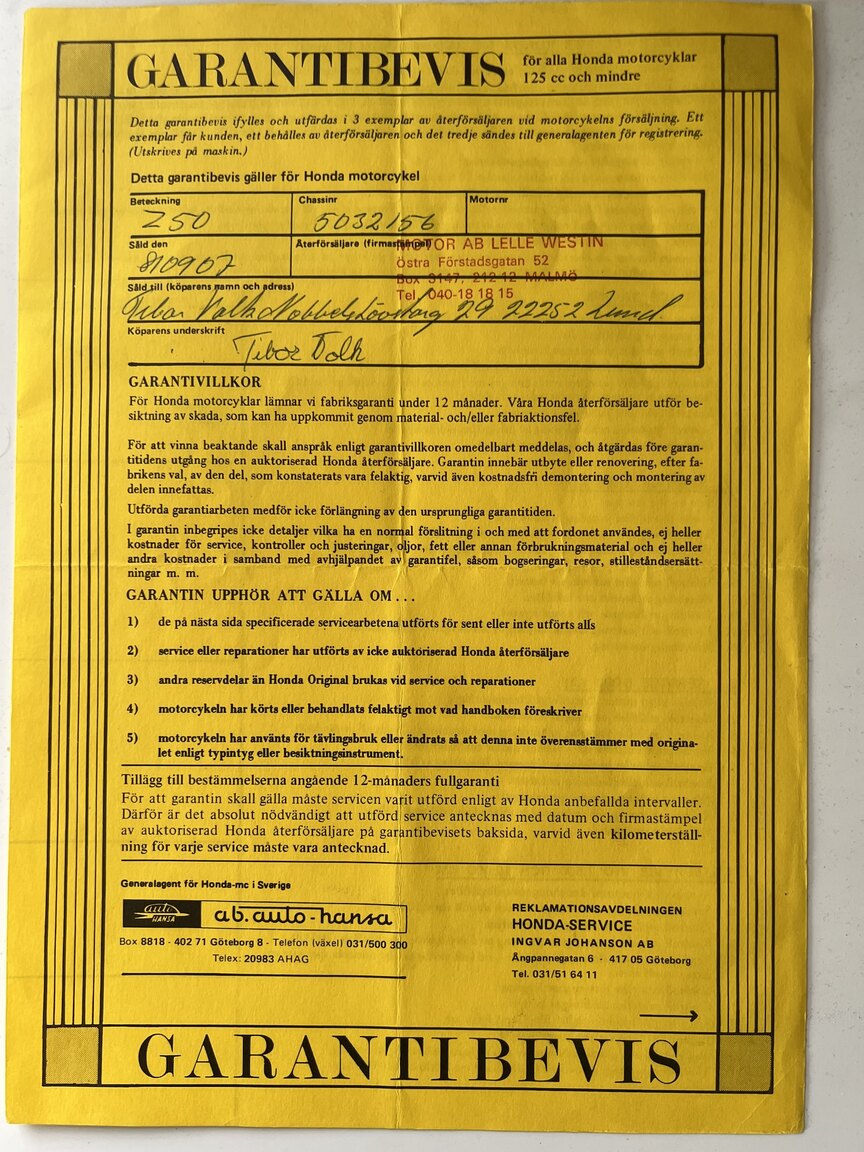 GARANTIBEVIS för alla Honda motorcyklar
125 cc och mindre
Detta garantibevis ifylles och utfärdas i 3 exemplar av återförsäljaren vid motorcykelns försäljning. Ett
exemplar får kunden, ett behålles av återförsäljaren och det tredje sändes till generalagenten för registrering.
(Utskrives på maskin.)
Detta garantibevis gäller för Honda motorcykel
Beteckning Chassinr Motornr
Z50 5032156
Såld den Återförsäljare (firmastämpel)
810907
MOTOR AB LELLE WESTIN
Östra Förstadsgatan 52
Box 3147, 212 12 MALMÖ
Tel. 040-18 18 15
Såld till (köparens namn och adress)
Tibor 29 22252 Lund
Köparens underskrift
Tibor Tolk
GARANTIVILLKOR
För Honda motorcyklar lämnar vi fabriksgaranti under 12 månader. Våra Honda återförsäljare utför be-
siktning av skada, som kan ha uppkommit genom material- och/eller fabriaktionsfel.
För att vinna beaktande skall anspråk enligt garantivillkoren omedelbart meddelas, och åtgärdas före garan-
titidens utgång hos en auktoriserad Honda återförsäljare. Garantin innebär utbyte eller renovering, efter fa-
brikens val, av den del, som konstaterats vara felaktig, varvid även kostnadsfri demontering och montering av
delen innefattas.
Utförda garantiarbeten medför icke förlängning av den ursprungliga garantitiden.
I garantin inbegripes icke detaljer vilka ha en normal förslitning i och med att fordonet användes, ej heller
kostnader för service, kontroller och justeringar, oljor, fett eller annan förbrukningsmaterial och ej heller
andra kostnader i samband med avhjälpandet av garantifel, såsom bogseringar, resor, stilleståndsersätt-
ningar m. m.
GARANTIN UPPHÖR ATT GÄLLA OM . . .
1) de på nästa sida specificerade servicearbetena utförts för sent eller inte utförts alls
2) service eller reparationer har utförts av icke auktoriserad Honda återförsäljare
3) andra reservdelar än Honda Original brukas vid service och reparationer
4) motorcykeln har körts eller behandlats felaktigt mot vad handboken föreskriver
5) motorcykeln har använts för tävlingsbruk eller ändrats så att denna inte överensstämmer med origina-
let enligt typintyg eller besiktningsinstrument.
Tillägg till bestämmelserna angående 12-månaders fullgaranti
För att garantin skall gälla måste servicen varit utförd enligt av Honda anbefallda intervaller.
Därför är det absolut nödvändigt att utförd service antecknas med datum och firmastämpel
av auktoriserad Honda återförsäljare på garantibevisets baksida, varvid även kilometerställ-
ning för varje service måste vara antecknad.
Generalagent för Honda-mc i Sverige
auto HANSA
a.b. auto-hansa
Box 8818 - 402 71 Göteborg 8 - Telefon (växel) 031/500 300
Telex: 20983 AHAG
REKLAMATIONSAVDELNINGEN
HONDA-SERVICE
INGVAR JOHANSON AB
Ångpannegatan 6 · 417 05 Göteborg
Tel. 031/51 64 11
GARANTIBEVIS